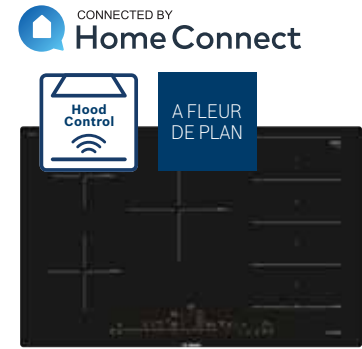 CONNECTED BY
Home Connect
Hood
Control
A FLEUR
DE PLAN